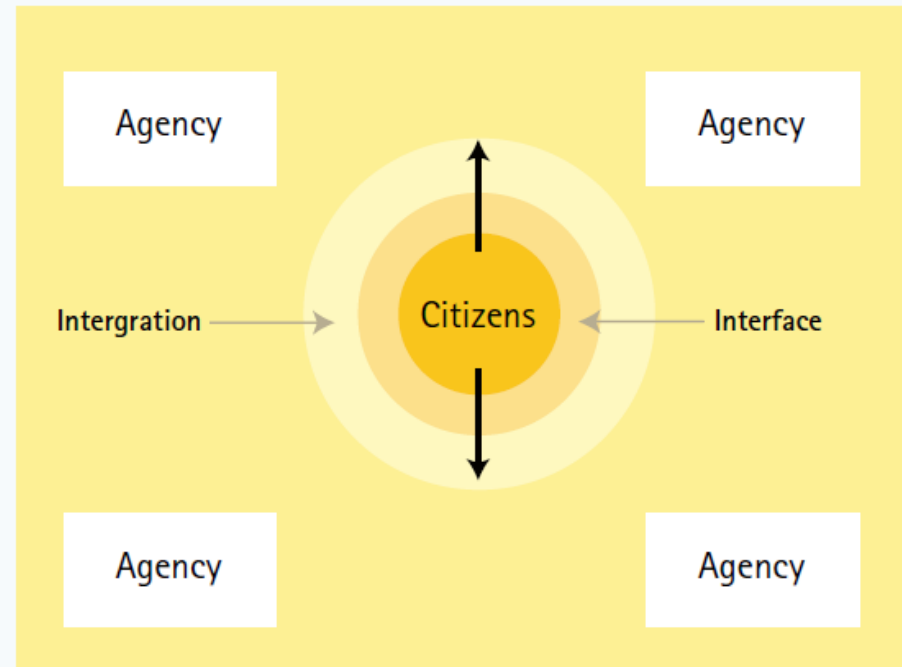 Agency
Agency
Intergration
Citizens
Interface
Agency
Agency